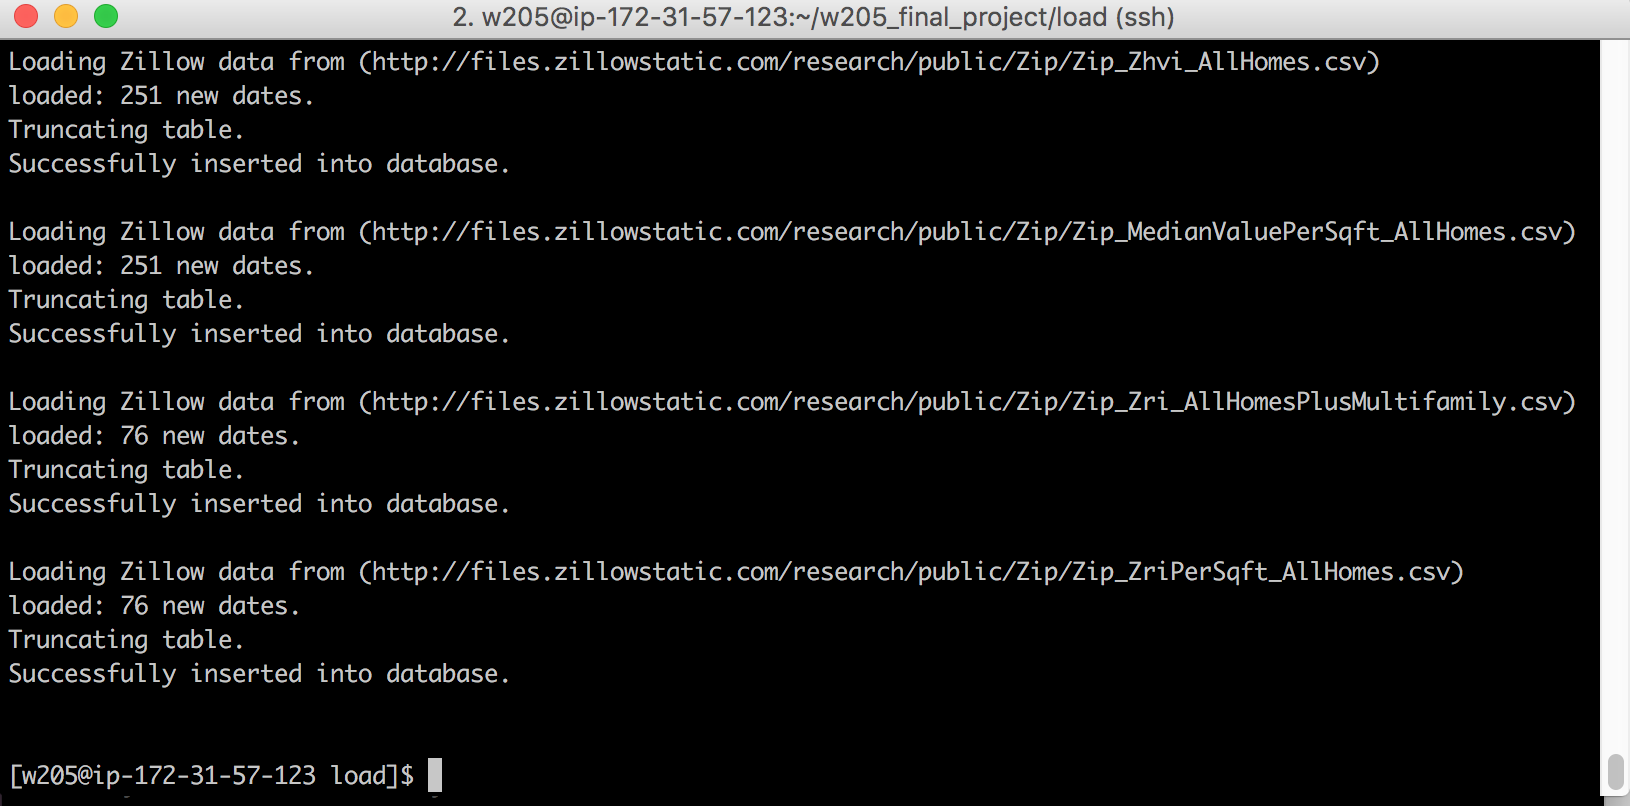 2. w205@ip-172-31-57-123:~/w205_final_project/load (ssh)
Loading Zillow data from (http://files.zillowstatic.com/research/public/Zip/Zip_Zhvi_AllHomes.csv)
loaded: 251 new dates.
Truncating table.
Successfully inserted into database.
Loading Zillow data from (http://files.zillowstatic.com/research/public/Zip/Zip_MedianValuePerSqft_AllHomes.csv)
loaded: 251 new dates.
Truncating table.
Successfully inserted into database.
Loading Zillow data from (http://files.zillowstatic.com/research/public/Zip/Zip_Zri_AllHomesPlusMultifamily.csv)
loaded: 76 new dates.
Truncating table.
Successfully inserted into database.
Loading Zillow data from (http://files.zillowstatic.com/research/public/Zip/Zip_ZriPerSqft_AllHomes.csv)
loaded: 76 new dates.
Truncating table.
Successfully inserted into database.
[w205@ip-172-31-57-123 load]$